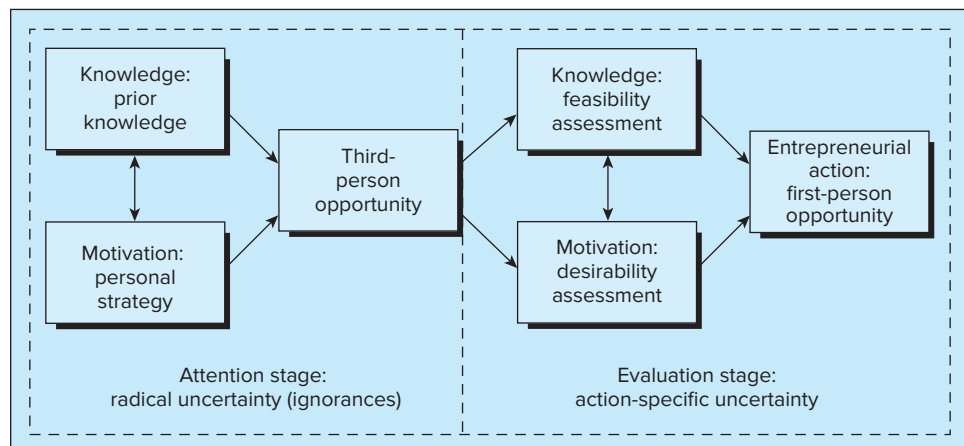 Knowledge:
prior
knowledge
Motivation:
personal
strategy
Third-
person
opportunity
Attention stage:
radical uncertainty (ignorances)
Knowledge:
feasibility
assessment
Motivation:
desirability
assessment
Entrepreneurial
action:
first-person
opportunity
Evaluation stage:
action-specific uncertainty